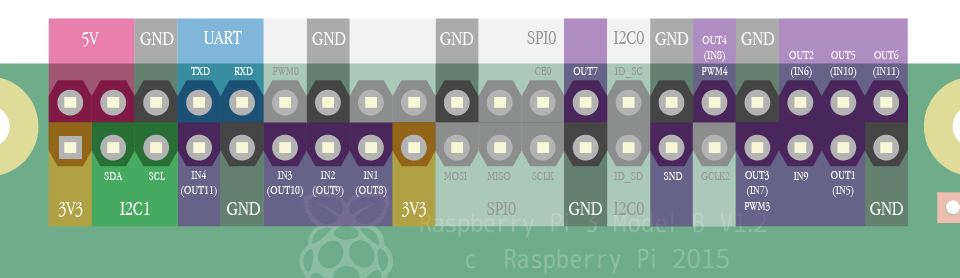 5V GND UART GND GND SPI0 I2C0 GND OUT4 GND
(IN8) OUT2 OUT5 OUT6
TXD RXD PWM0 CE0 OUT7 ID_SC PWM4 (IN6) (IN10) (IN11)
SDA SCL IN4 IN3 IN2 IN1 MOSI MISO SCLK ID_SD SND GCLK2 OUT3 IN9 OUT1
(OUT11) (OUT10) (OUT9) (OUT8) (IN7) (IN5)
3V3 I2C1 GND 3V3 SPI0 GND I2C0 PWM3 GND
Raspberry Pi 3 Model B V1.2
c Raspberry Pi 2015